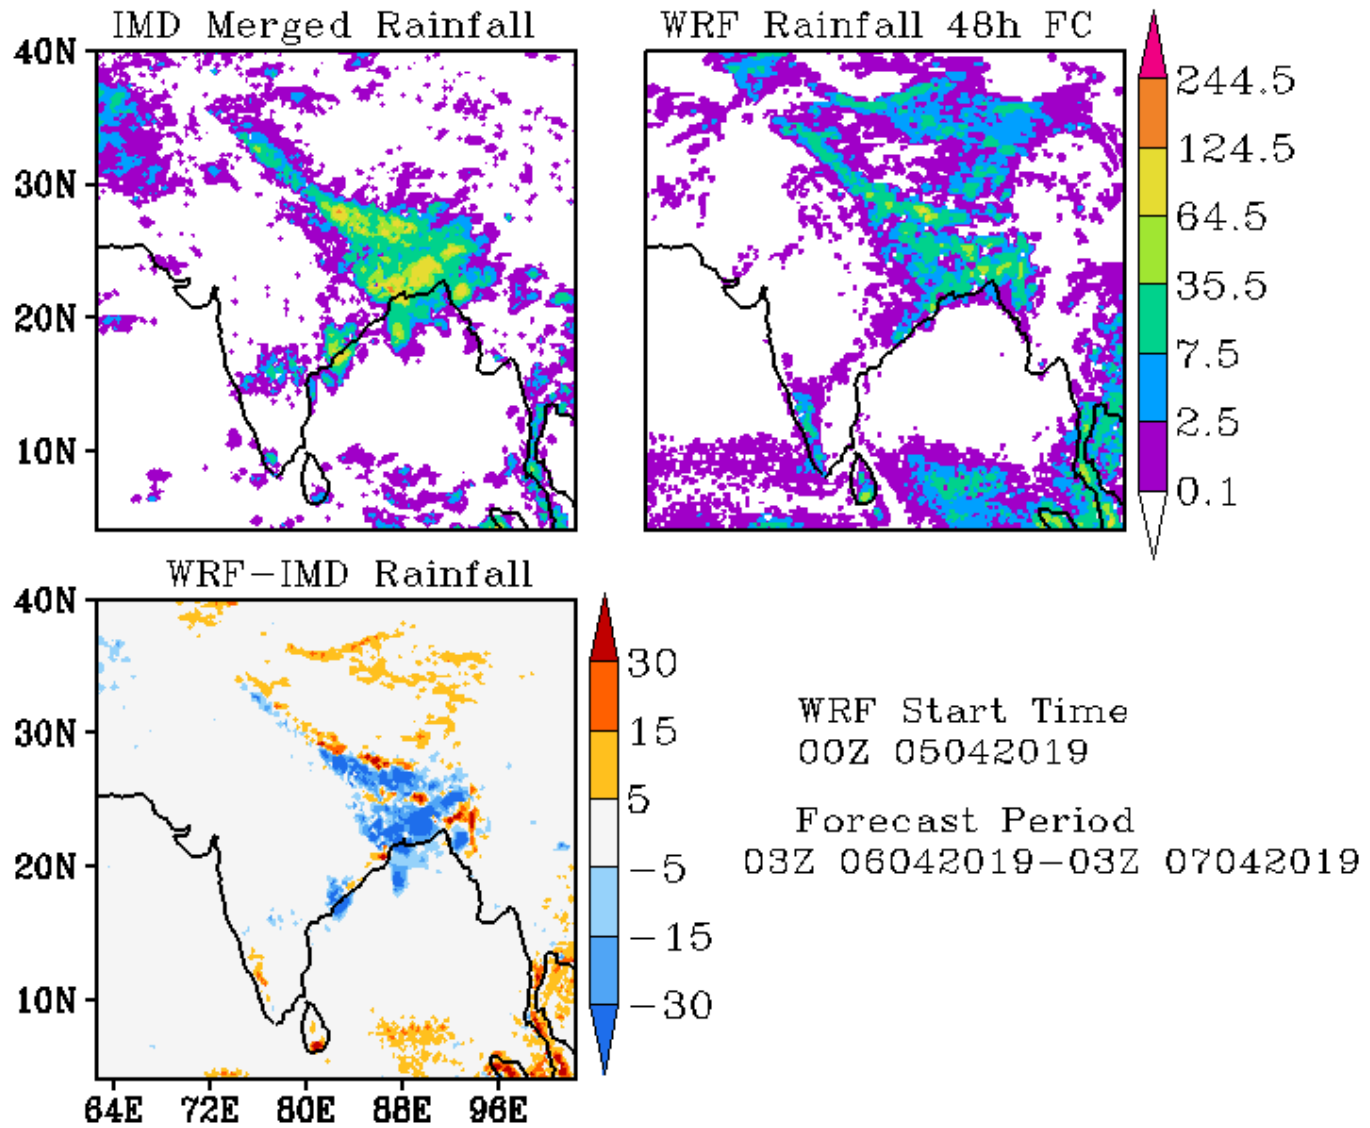 IMD Merged Rainfall
WRF Rainfall 48h FC
40N
30N
20N
10N
244.5
124.5
64.5
35.5
7.5
2.5
0.1
WRF-IMD Rainfall
40N
30N
20N
10N
64E 72E 80E 88E 96E
30
15
5
-5
-15
-30
WRF Start Time
00Z 05042019
Forecast Period
03Z 06042019-03Z 07042019